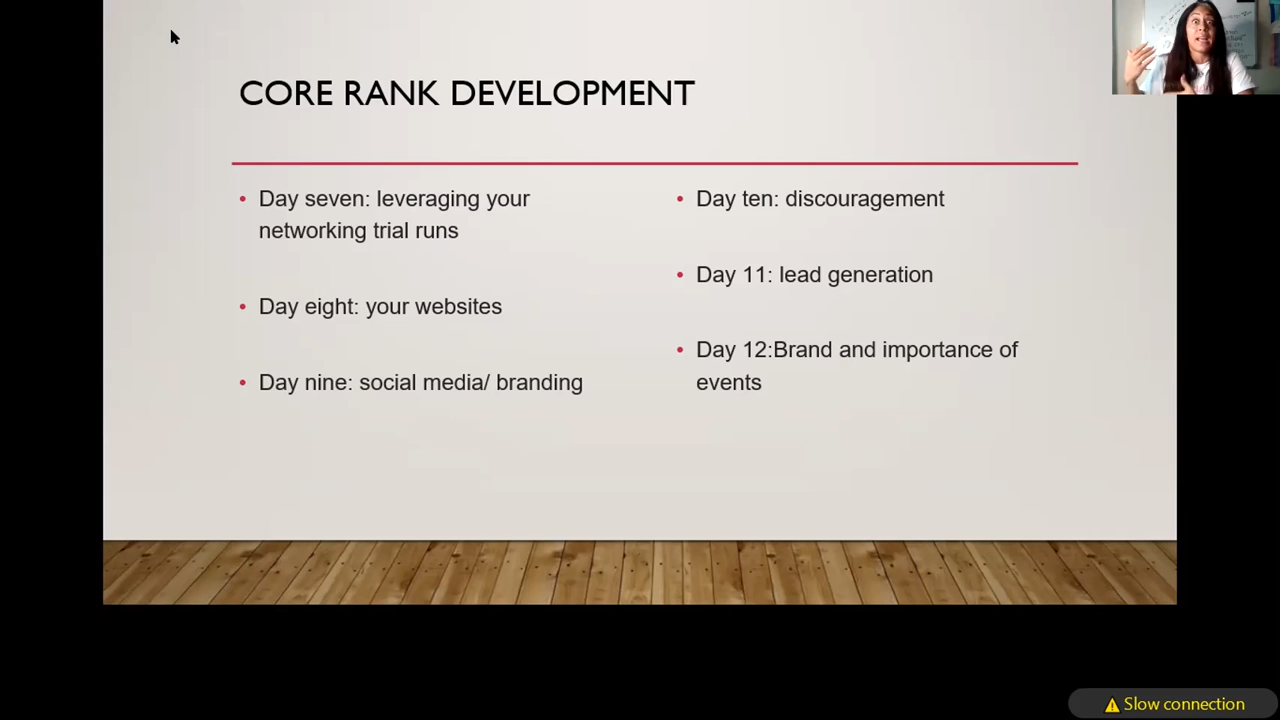 CORE RANK DEVELOPMENT
• Day seven: leveraging your
networking trial runs
• Day eight: your websites
• Day nine: social media/ branding
• Day ten: discouragement
• Day 11: lead generation
• Day 12:Brand and importance of
events
Slow connection